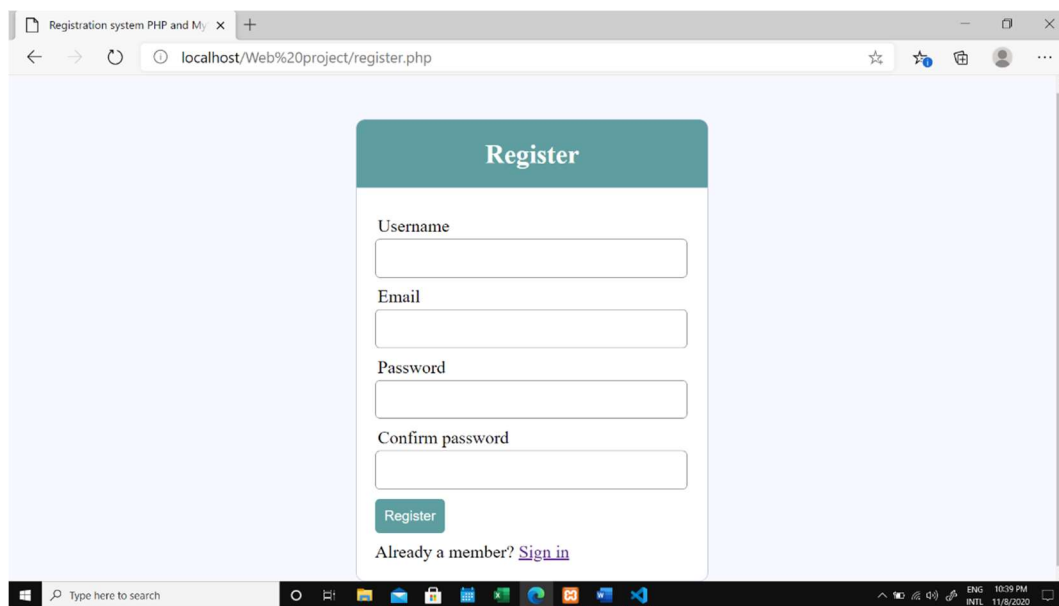 Registration system PHP and My
localhost/Web%20project/register.php
Register
Username
Email
Password
Confirm password
Register
Already a member? Sign in
Type here to search
ENG 10:39 PM
INTL 11/8/2020